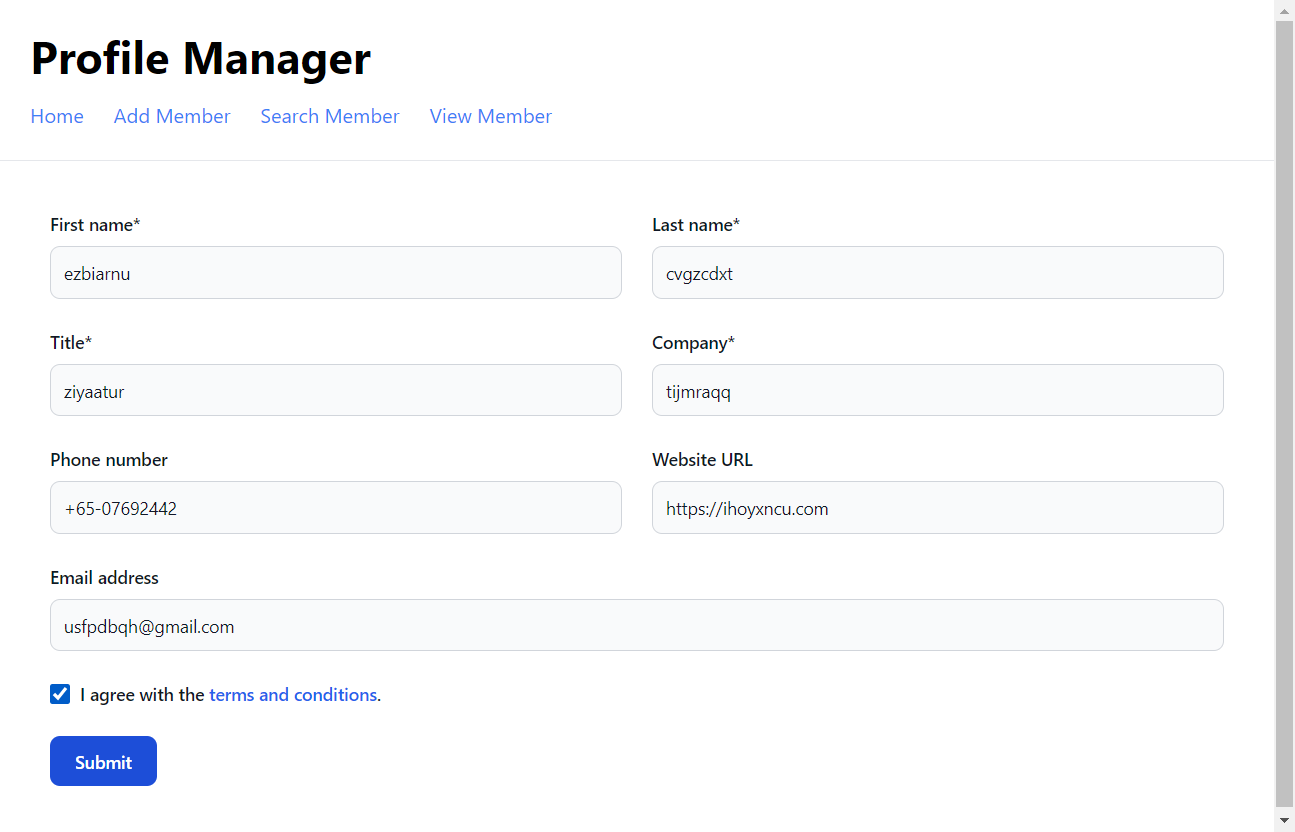 Profile Manager
Home Add Member Search Member View Member
First name* Last name*
ezbiarnu cvgzcdxt
Title* Company*
ziyaatur tijmraqq
Phone number Website URL
+65-07692442 https://ihoyxncu.com
Email address
usfpdbqh@gmail.com
I agree with the terms and conditions.
Submit